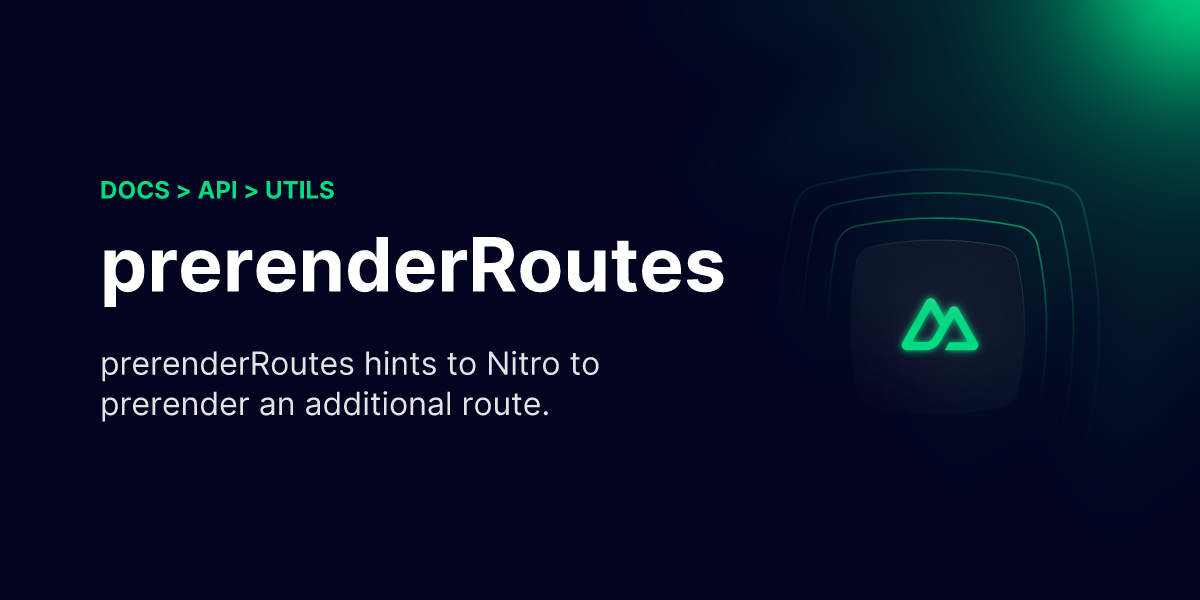 DOCS > API > UTILS
prerenderRoutes
prerenderRoutes hints to Nitro to
prerender an additional route.